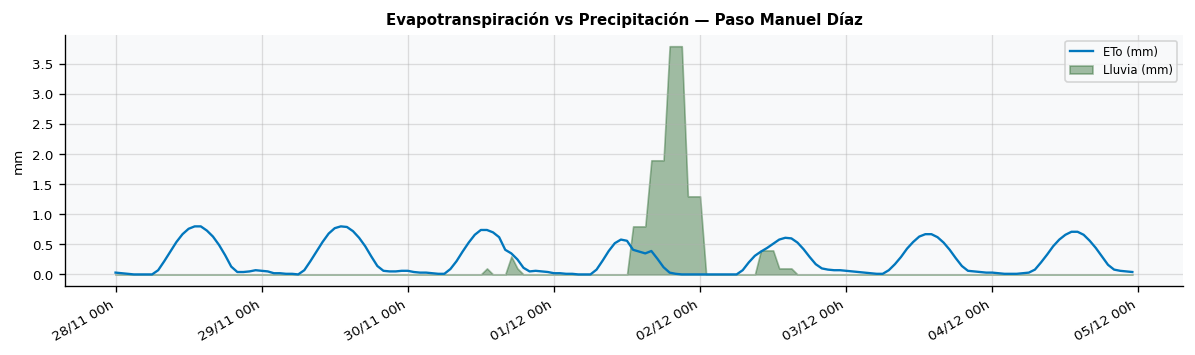 Evapotranspiración vs Precipitación — Paso Manuel Díaz
ETo (mm)
Lluvia (mm)
mm
3.5
3.0
2.5
2.0
1.5
1.0
0.5
0.0
28/11 00h
29/11 00h
30/11 00h
01/12 00h
02/12 00h
03/12 00h
04/12 00h
05/12 00h